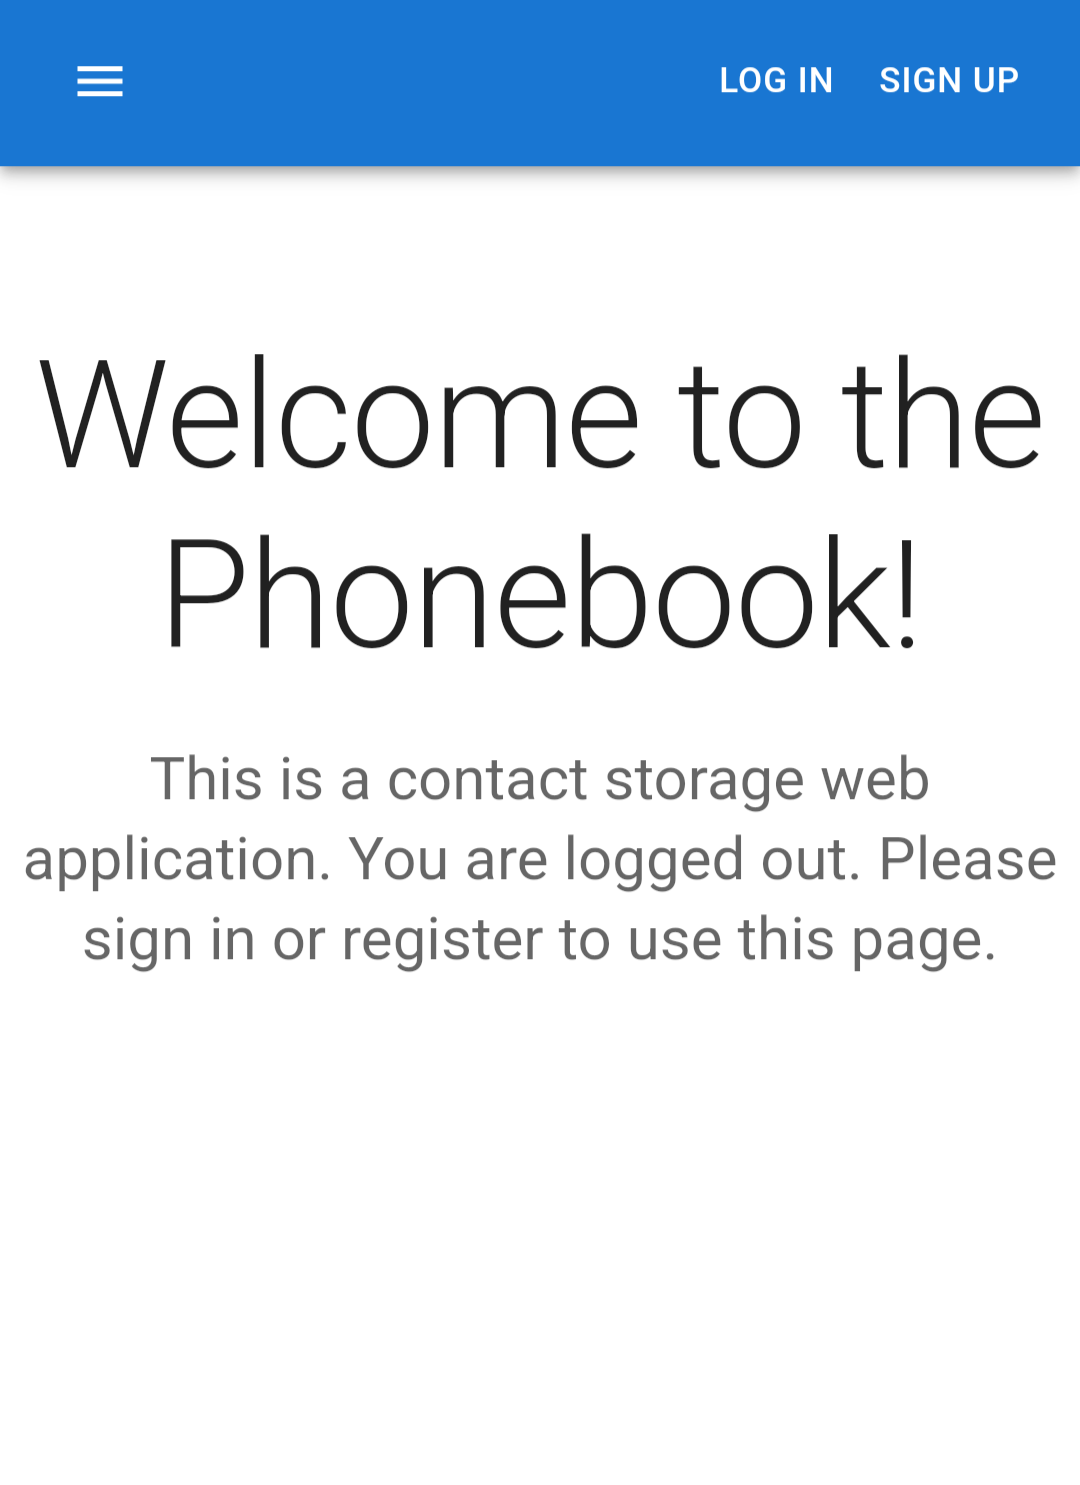 LOG IN SIGN UP
Welcome to the
Phonebook!
This is a contact storage web
application. You are logged out. Please
sign in or register to use this page.